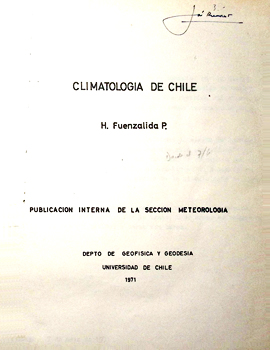 CLIMATOLOGIA DE CHILE
H. Fuenzalida P.
PUBLICACION INTERNA DE LA SECCION METEOROLOGIA
DEPTO DE GEOFISICA Y GEODESIA
UNIVERSIDAD DE CHILE
1971